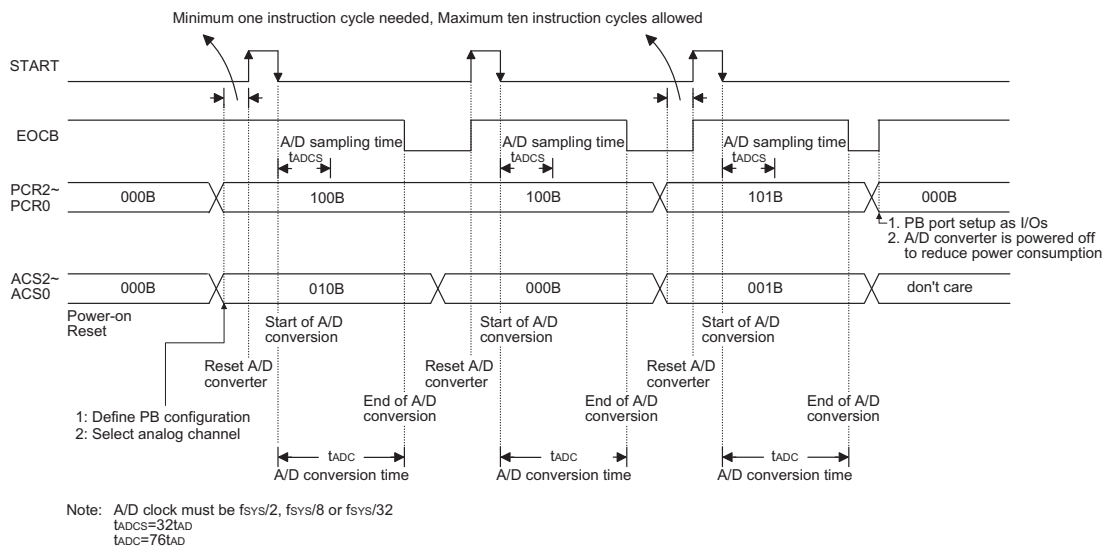 Minimum one instruction cycle needed, Maximum ten instruction cycles allowed
START
EOCB
A/D sampling time
tADCS
A/D sampling time
tADCS
A/D sampling time
tADCS
PCR2~
PCR0
000B
100B
100B
101B
000B
1. PB port setup as I/Os
2. A/D converter is powered off
to reduce power consumption
ACS2~
ACS0
000B
010B
000B
001B
don't care
Power-on
Reset
Start of A/D
conversion
Start of A/D
conversion
Start of A/D
conversion
Reset A/D
converter
Reset A/D
converter
Reset A/D
converter
End of A/D
conversion
End of A/D
conversion
End of A/D
conversion
1: Define PB configuration
2: Select analog channel
tADC
A/D conversion time
tADC
A/D conversion time
tADC
A/D conversion time
Note: A/D clock must be fSYS/2, fSYS/8 or fSYS/32
tADCS=32tAD
tADC=76tAD